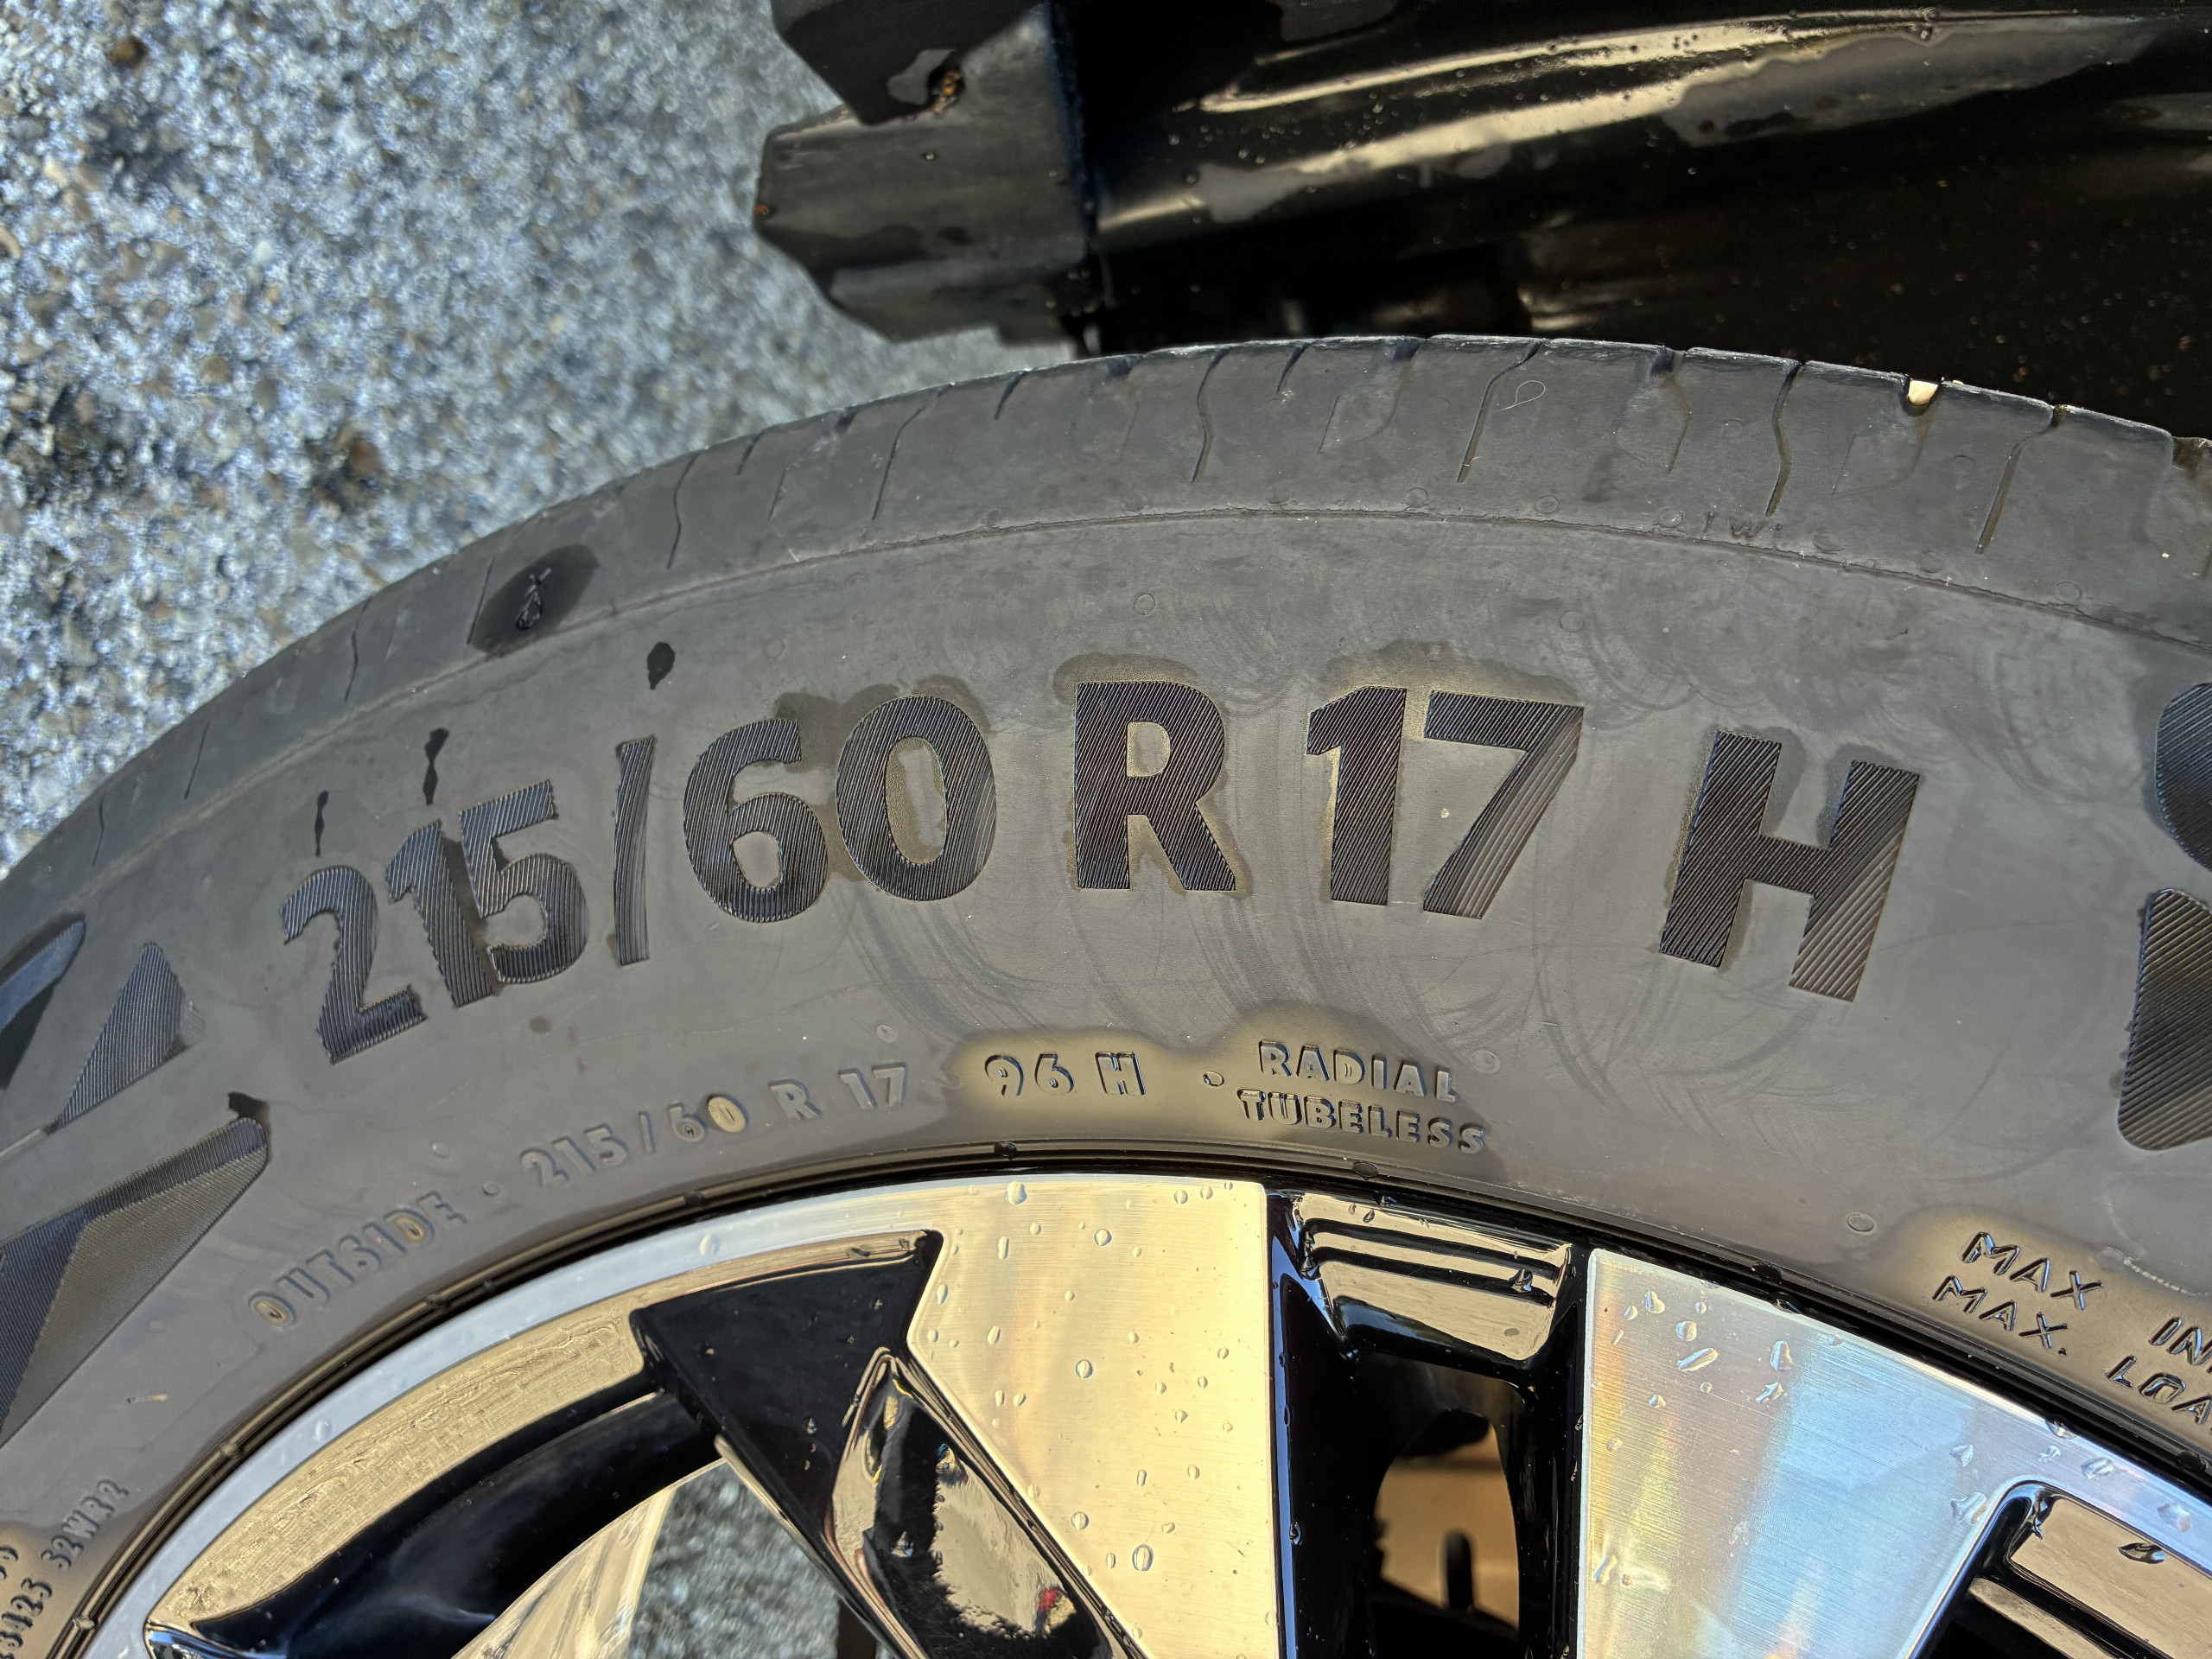 215/60 R 17 H
OUTSIDE · 215/60 R 17 96 H · RADIAL
TUBELESS
MAX
MAX.